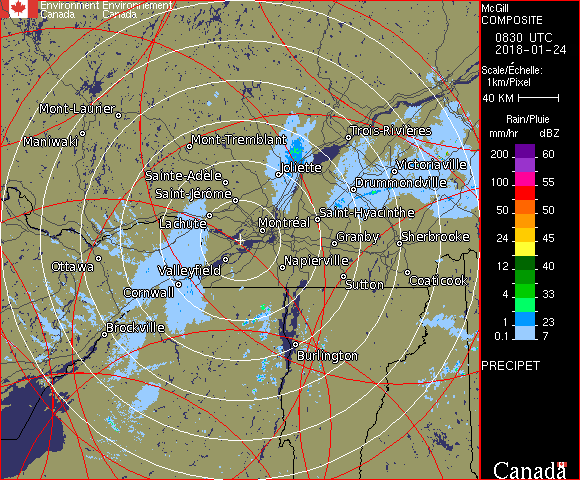 Environment Environnement
Canada Canada
McGill
COMPOSITE
0830 UTC
2018-01-24
Scale/Échelle:
1km/Pixel
40 KM
Rain/Pluie
mm/hr dBZ
200 60
100 55
50 50
24 45
12 40
4 33
1 23
0.1 7
PRECIPET
Mont-Laurier
Maniwaki
Mont-Tremblant
Trois-Rivières
Joliette
Victoriaville
Sainte-Adèle
Drummondville
Saint-Jérôme
Saint-Hyacinthe
Lachute
Montréal
Granby
Sherbrooke
Ottawa
Valleyfield
Napierville
Cornwall
Sutton
Coaticook
Brockville
Burlington
Canada